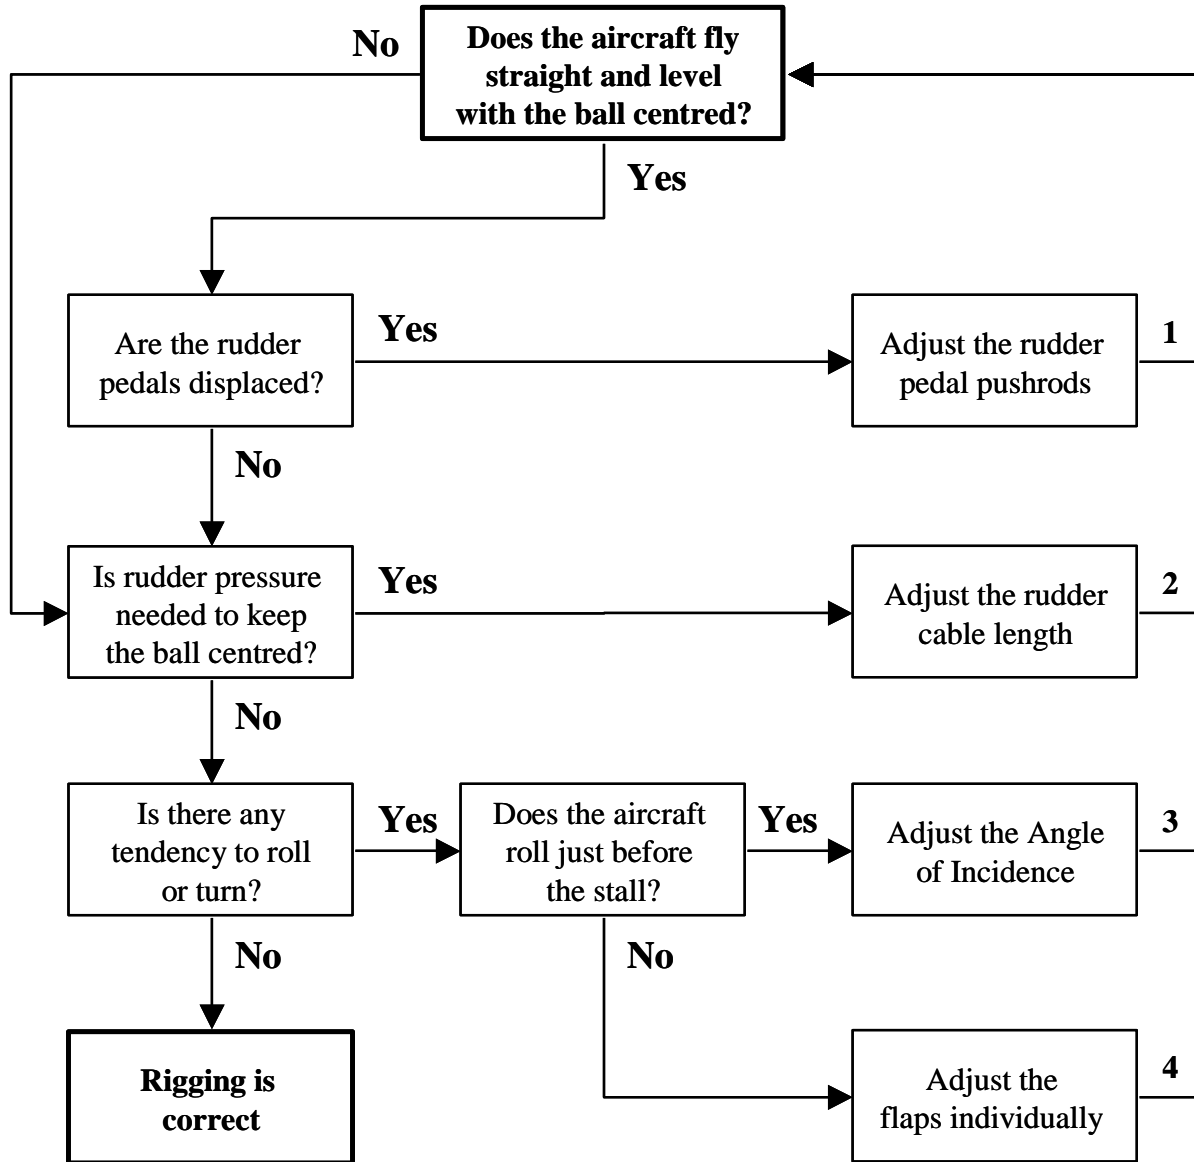 Does the aircraft fly
straight and level
with the ball centred?
No
Yes
Are the rudder
pedals displaced?
Yes
Adjust the rudder
pedal pushrods
1
No
Is rudder pressure
needed to keep
the ball centred?
Yes
Adjust the rudder
cable length
2
No
Is there any
tendency to roll
or turn?
Yes
Does the aircraft
roll just before
the stall?
Yes
Adjust the Angle
of Incidence
3
No
No
Rigging is
correct
Adjust the
flaps individually
4